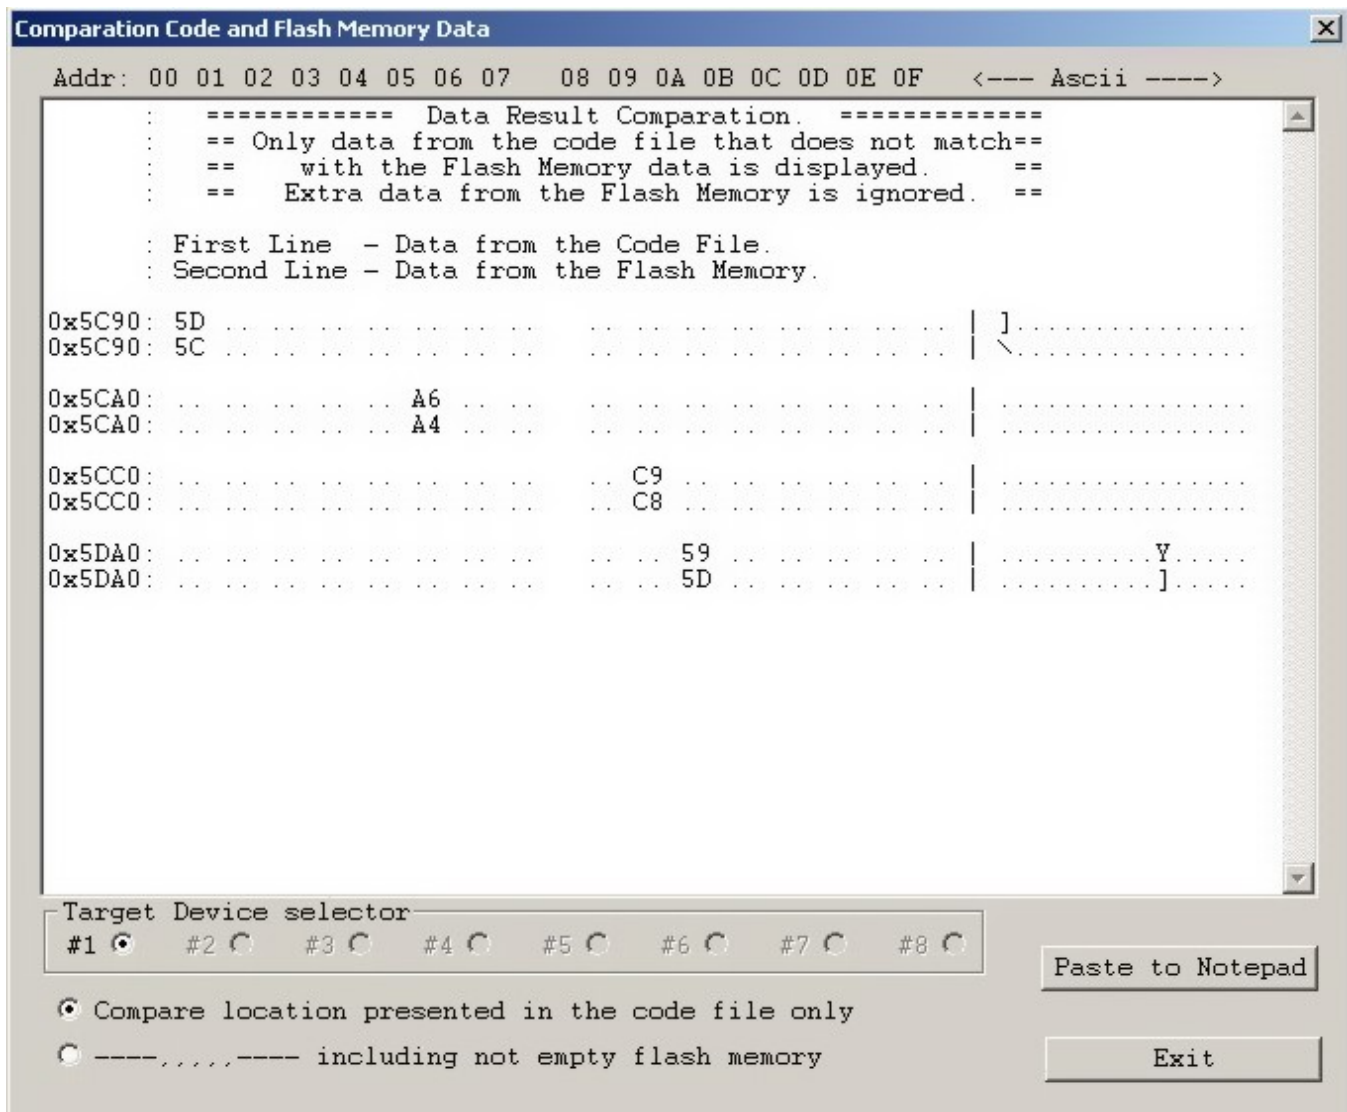 Comparation Code and Flash Memory Data
Addr: 00 01 02 03 04 05 06 07 08 09 0A 0B 0C 0D 0E 0F <--- Ascii ---->
: ============ Data Result Comparation. =============
: == Only data from the code file that does not match==
: == with the Flash Memory data is displayed. ==
: == Extra data from the Flash Memory is ignored. ==
: First Line - Data from the Code File.
: Second Line - Data from the Flash Memory.
0x5C90: 5D .. .. .. .. .. .. .. .. .. .. .. .. .. .. .. | ]...............
0x5C90: 5C .. .. .. .. .. .. .. .. .. .. .. .. .. .. .. | \...............
0x5CA0: .. .. .. .. .. A6 .. .. .. .. .. .. .. .. .. .. | ................
0x5CA0: .. .. .. .. .. A4 .. .. .. .. .. .. .. .. .. .. | ................
0x5CC0: .. .. .. .. .. .. .. .. .. C9 .. .. .. .. .. .. | ................
0x5CC0: .. .. .. .. .. .. .. .. .. C8 .. .. .. .. .. .. | ................
0x5DA0: .. .. .. .. .. .. .. .. .. .. 59 .. .. .. .. .. | ..........Y.....
0x5DA0: .. .. .. .. .. .. .. .. .. .. 5D .. .. .. .. .. | ..........].....
Target Device selector
#1 #2 #3 #4 #5 #6 #7 #8
Paste to Notepad
Compare location presented in the code file only
----,,,,,---- including not empty flash memory
Exit